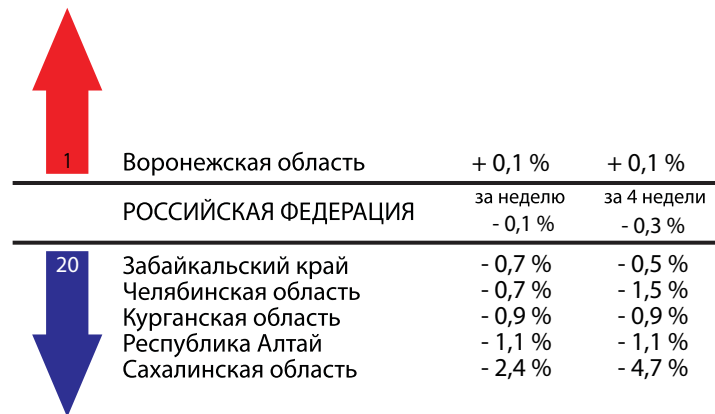 1 Воронежская область + 0,1 % + 0,1 %
РОССИЙСКАЯ ФЕДЕРАЦИЯ за неделю за 4 недели
- 0,1 % - 0,3 %
20 Забайкальский край - 0,7 % - 0,5 %
Челябинская область - 0,7 % - 1,5 %
Курганская область - 0,9 % - 0,9 %
Республика Алтай - 1,1 % - 1,1 %
Сахалинская область - 2,4 % - 4,7 %